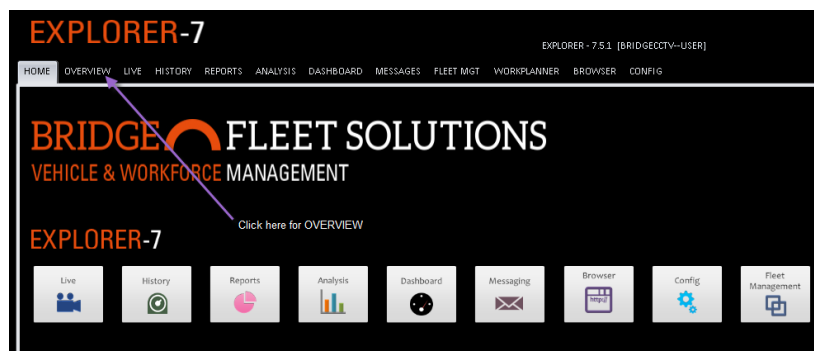 EXPLORER-7
EXPLORER - 7.5.1 [BRIDGECCTV--USER]
HOME OVERVIEW LIVE HISTORY REPORTS ANALYSIS DASHBOARD MESSAGES FLEET MGT WORKPLANNER BROWSER CONFIG
BRIDGE FLEET SOLUTIONS
VEHICLE & WORKFORCE MANAGEMENT
Click here for OVERVIEW
EXPLORER-7
Live History Reports Analysis Dashboard Messaging Browser Config Fleet
Management
http://